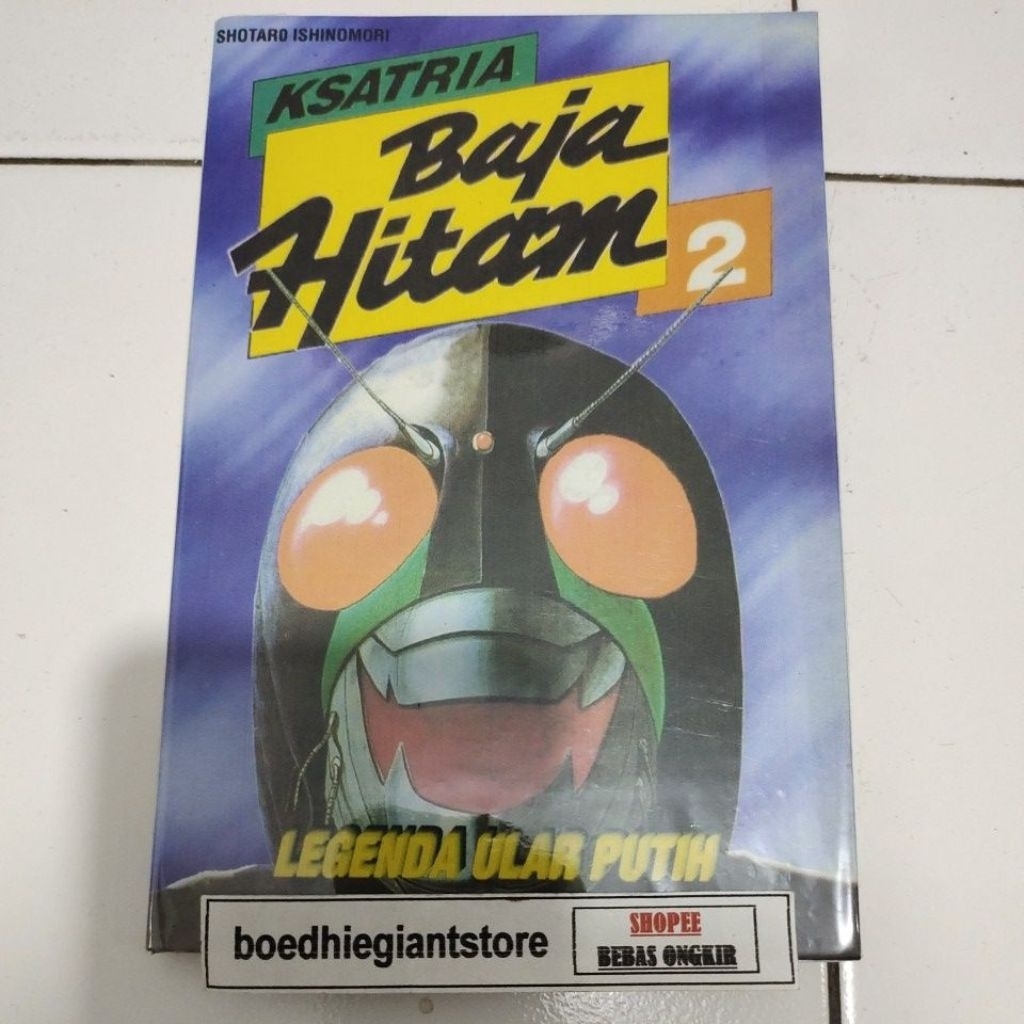 SHOTARO ISHINOMORI
KSATRIA
Baja
Hitam
2
LEGENDA ULAR PUTIH
boedhiegiantstore
SHOPEE
BEBAS ONGKIR